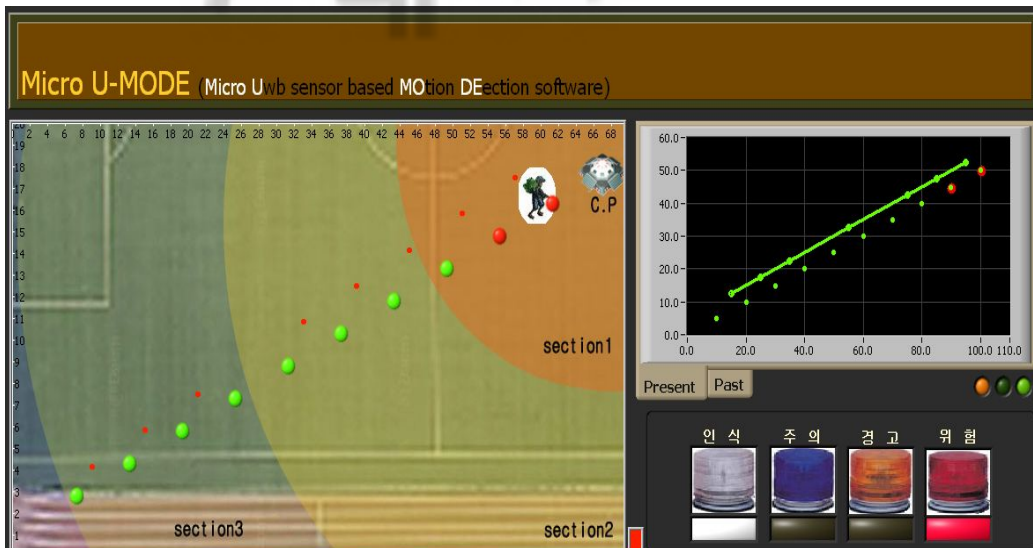 Micro U-MODE (Micro Uwb sensor based MOtion DEection software)
2 4 6 8 10 12 14 16 18 20 22 24 26 28 30 32 34 36 38 40 42 44 46 48 50 52 54 56 58 60 62 64 66 68
19
18
17
16
15
14
13
12
11
10
9
8
7
6
5
4
3
2
1
C.P
section1
section3
section2
60.0
50.0
40.0
30.0
20.0
10.0
0.0
0.0 20.0 40.0 60.0 80.0 100.0 110.0
Present Past
인 식 주 의 경 고 위 험